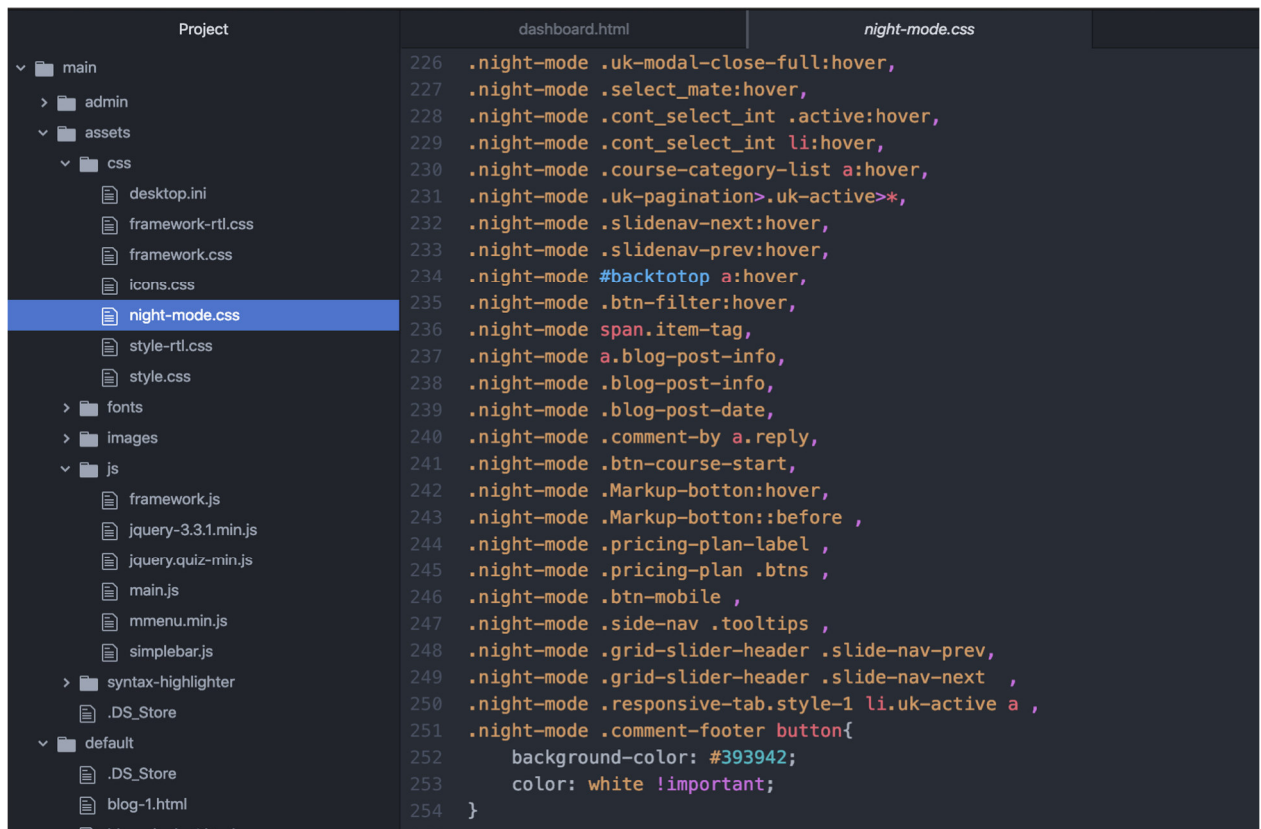 Project
main
admin
assets
css
desktop.ini
framework-rtl.css
framework.css
icons.css
night-mode.css
style-rtl.css
style.css
fonts
images
js
framework.js
jquery-3.3.1.min.js
jquery.quiz-min.js
main.js
mmenu.min.js
simplebar.js
syntax-highlighter
.DS_Store
default
.DS_Store
blog-1.html
dashboard.html
night-mode.css
226 .night-mode .uk-modal-close-full:hover,
227 .night-mode .select_mate:hover,
228 .night-mode .cont_select_int .active:hover,
229 .night-mode .cont_select_int li:hover,
230 .night-mode .course-category-list a:hover,
231 .night-mode .uk-pagination>.uk-active>*,
232 .night-mode .slidenav-next:hover,
233 .night-mode .slidenav-prev:hover,
234 .night-mode #backtotop a:hover,
235 .night-mode .btn-filter:hover,
236 .night-mode span.item-tag,
237 .night-mode a.blog-post-info,
238 .night-mode .blog-post-info,
239 .night-mode .blog-post-date,
240 .night-mode .comment-by a.reply,
241 .night-mode .btn-course-start,
242 .night-mode .Markup-botton:hover,
243 .night-mode .Markup-botton::before ,
244 .night-mode .pricing-plan-label ,
245 .night-mode .pricing-plan .btns ,
246 .night-mode .btn-mobile ,
247 .night-mode .side-nav .tooltips ,
248 .night-mode .grid-slider-header .slide-nav-prev,
249 .night-mode .grid-slider-header .slide-nav-next  ,
250 .night-mode .responsive-tab.style-1 li.uk-active a ,
251 .night-mode .comment-footer button{
252     background-color: #393942;
253     color: white !important;
254 }